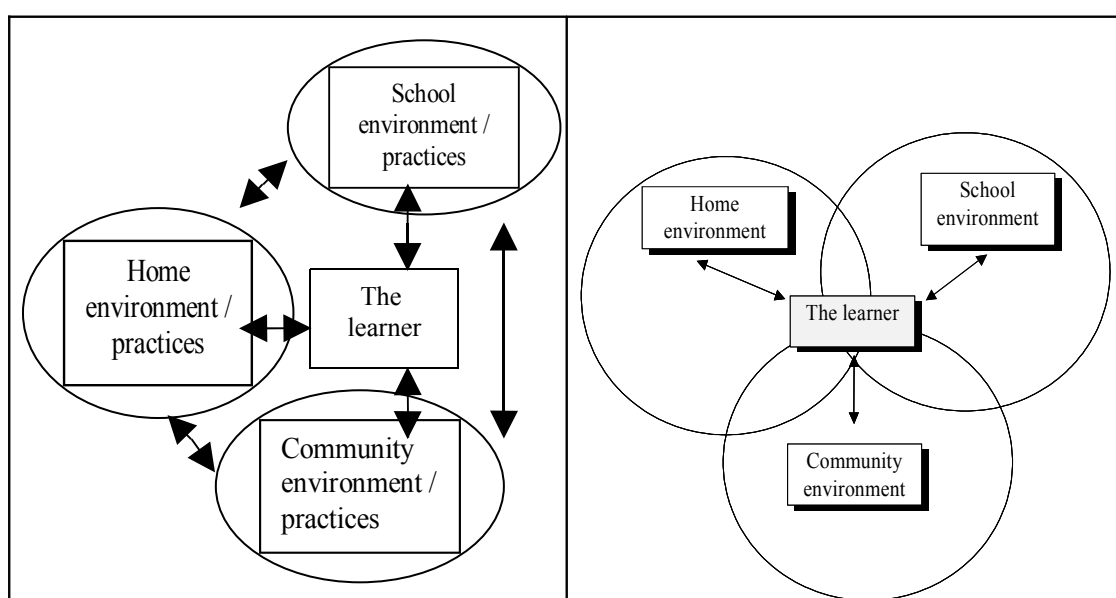 School
environment /
practices
Home
environment /
practices
The
learner
Community
environment /
practices
Home
environment
School
environment
The learner
Community
environment